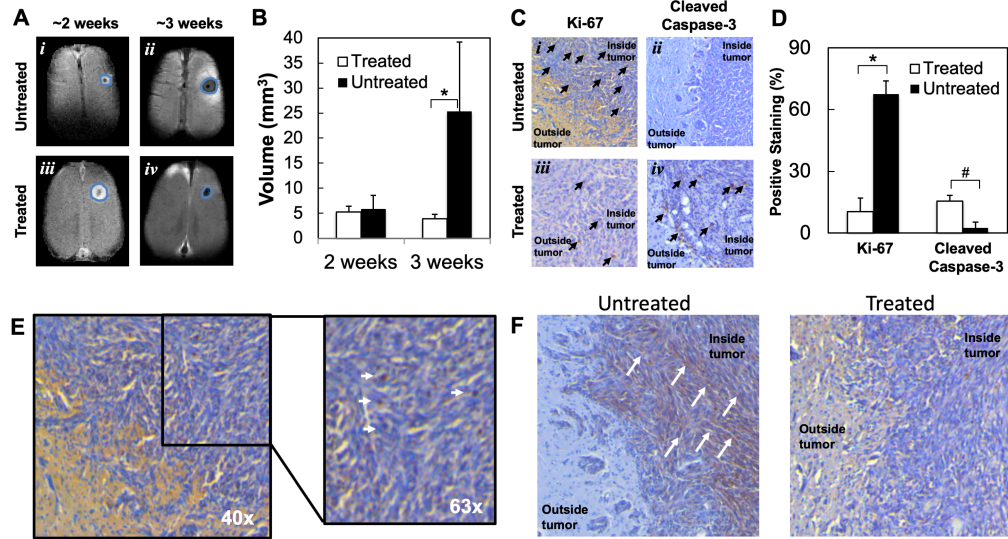 A
~2 weeks
~3 weeks
Untreated
Treated
i
ii
iii
iv
B
Volume (mm³)
40
35
30
25
20
15
10
5
0
Treated
Untreated
*
2 weeks
3 weeks
C
Ki-67
Cleaved
Caspase-3
Untreated
Treated
i
Inside
tumor
Outside
tumor
ii
Inside
tumor
Outside
tumor
iii
Inside
tumor
Outside
tumor
iv
Outside
tumor
Inside
tumor
D
Positive Staining (%)
90
60
30
0
Treated
Untreated
*
#
Ki-67
Cleaved
Caspase-3
E
40x
63x
F
Untreated
Inside
tumor
Outside
tumor
Treated
Inside
tumor
Outside
tumor